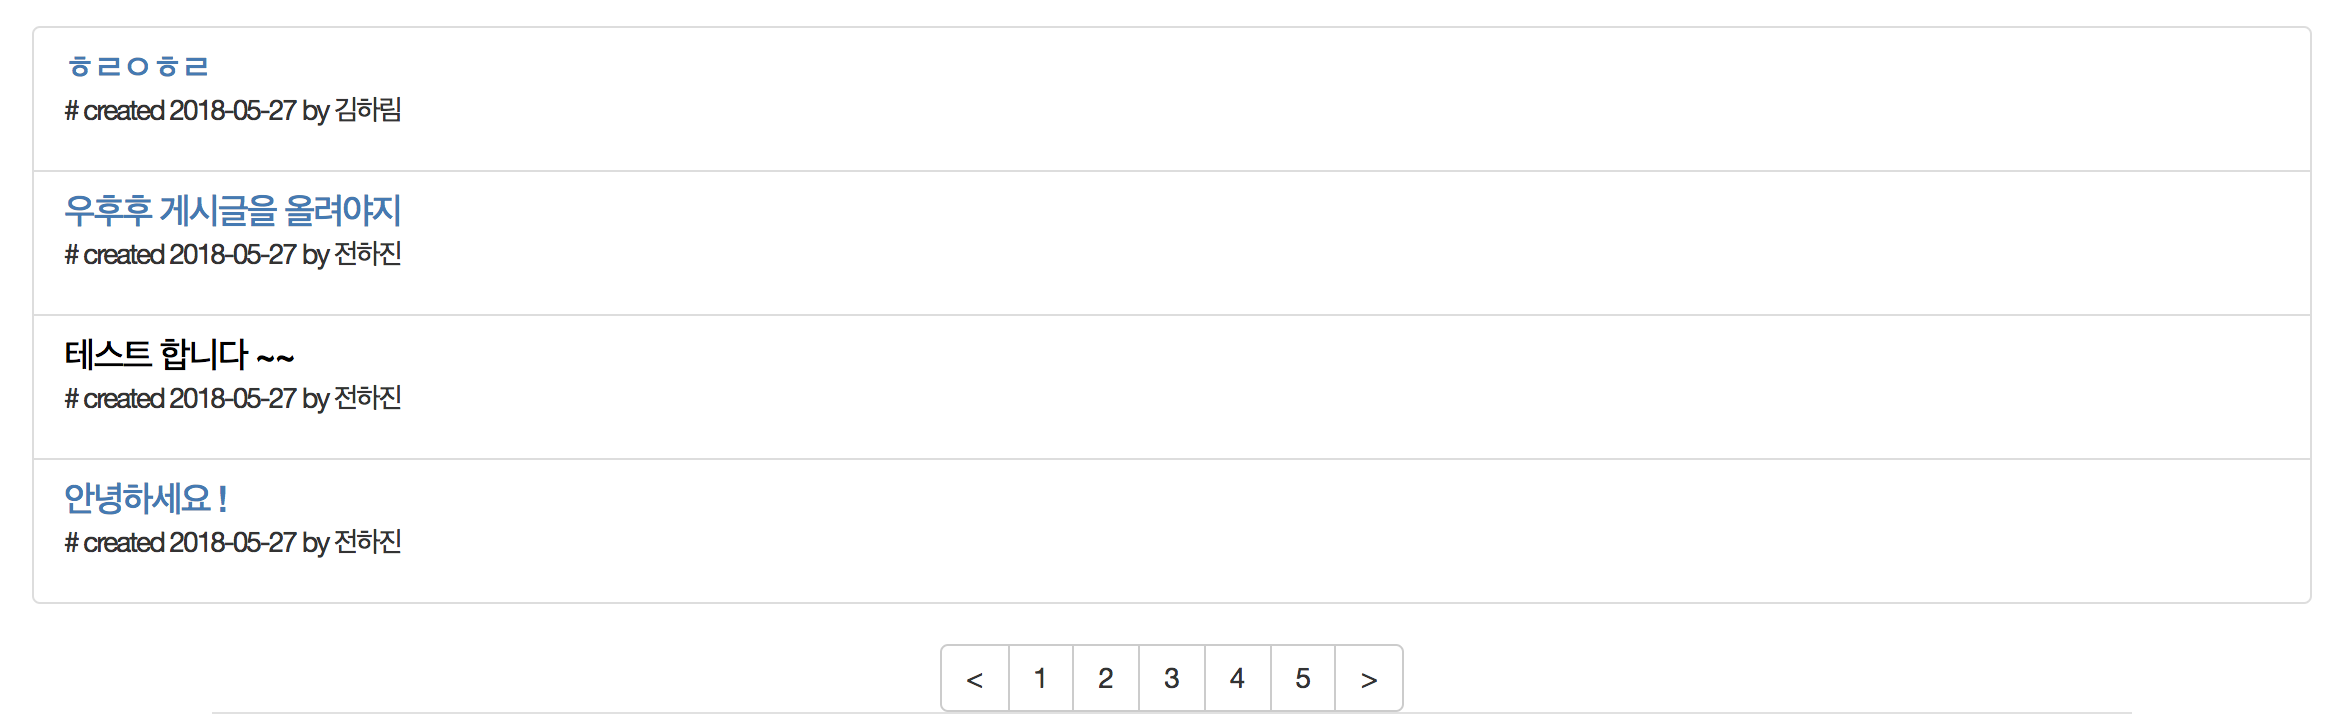 ㅎㄹㅇㅎㄹ
# created 2018-05-27 by 김하림
우후후 게시글을 올려야지
# created 2018-05-27 by 전하진
테스트 합니다 ~~
# created 2018-05-27 by 전하진
안녕하세요 !
# created 2018-05-27 by 전하진
< 1 2 3 4 5 >